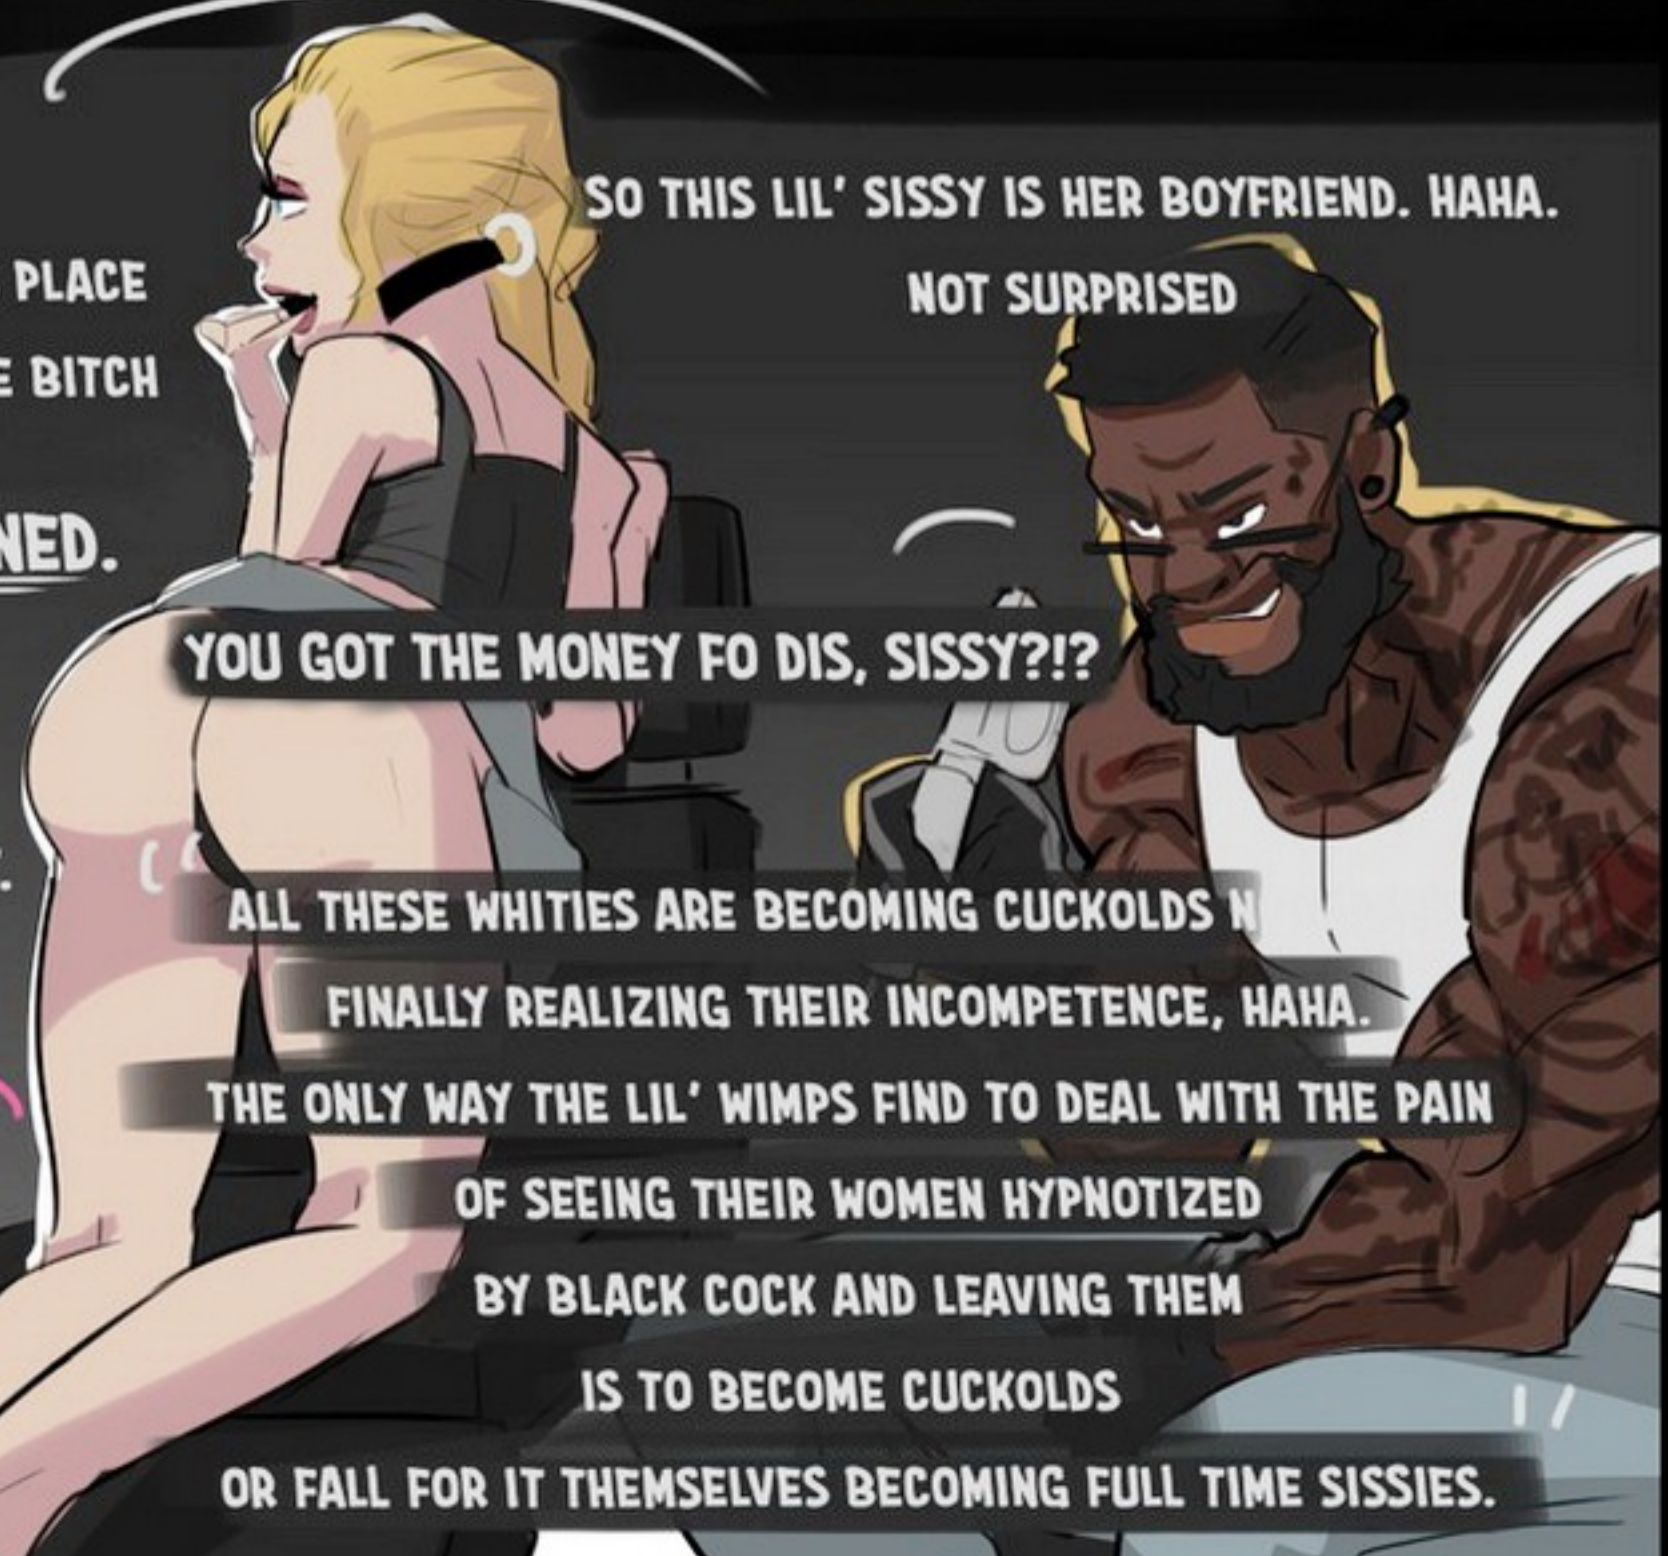 SO THIS LIL' SISSY IS HER BOYFRIEND. HAHA.
NOT SURPRISED
PLACE
BITCH
YOU GOT THE MONEY FO DIS, SISSY?!?
ALL THESE WHITIES ARE BECOMING CUCKOLDS N
FINALLY REALIZING THEIR INCOMPETENCE, HAHA.
THE ONLY WAY THE LIL' WIMPS FIND TO DEAL WITH THE PAIN
OF SEEING THEIR WOMEN HYPNOTIZED
BY BLACK COCK AND LEAVING THEM
IS TO BECOME CUCKOLDS
OR FALL FOR IT THEMSELVES BECOMING FULL TIME SISSIES.